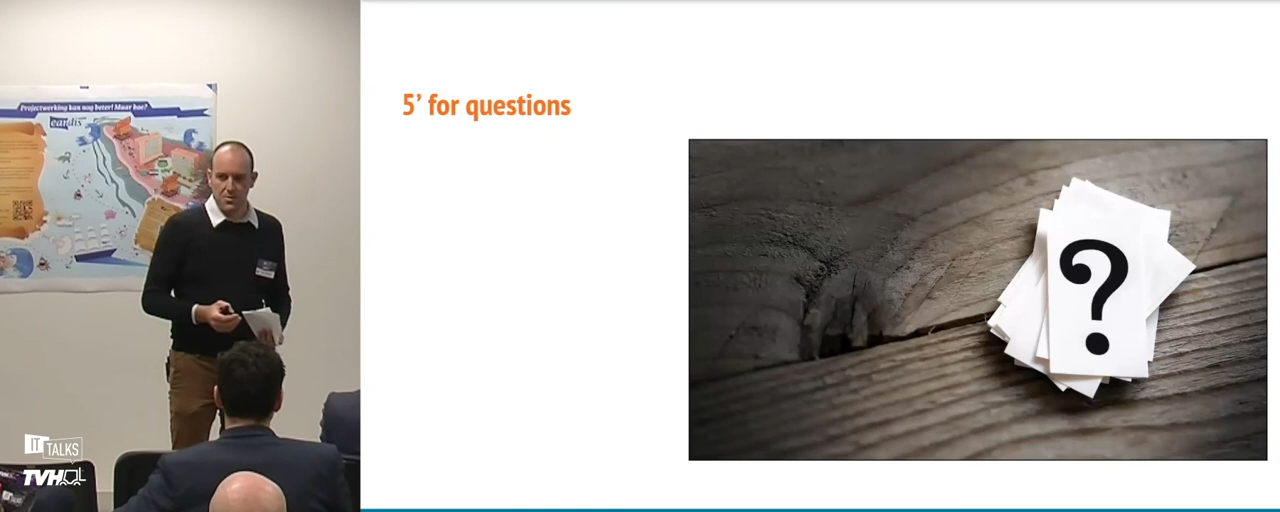 Projectwerking kan nog beter! Maar hoe?
eandis
5’ for questions
?
IT TALKS
TVH